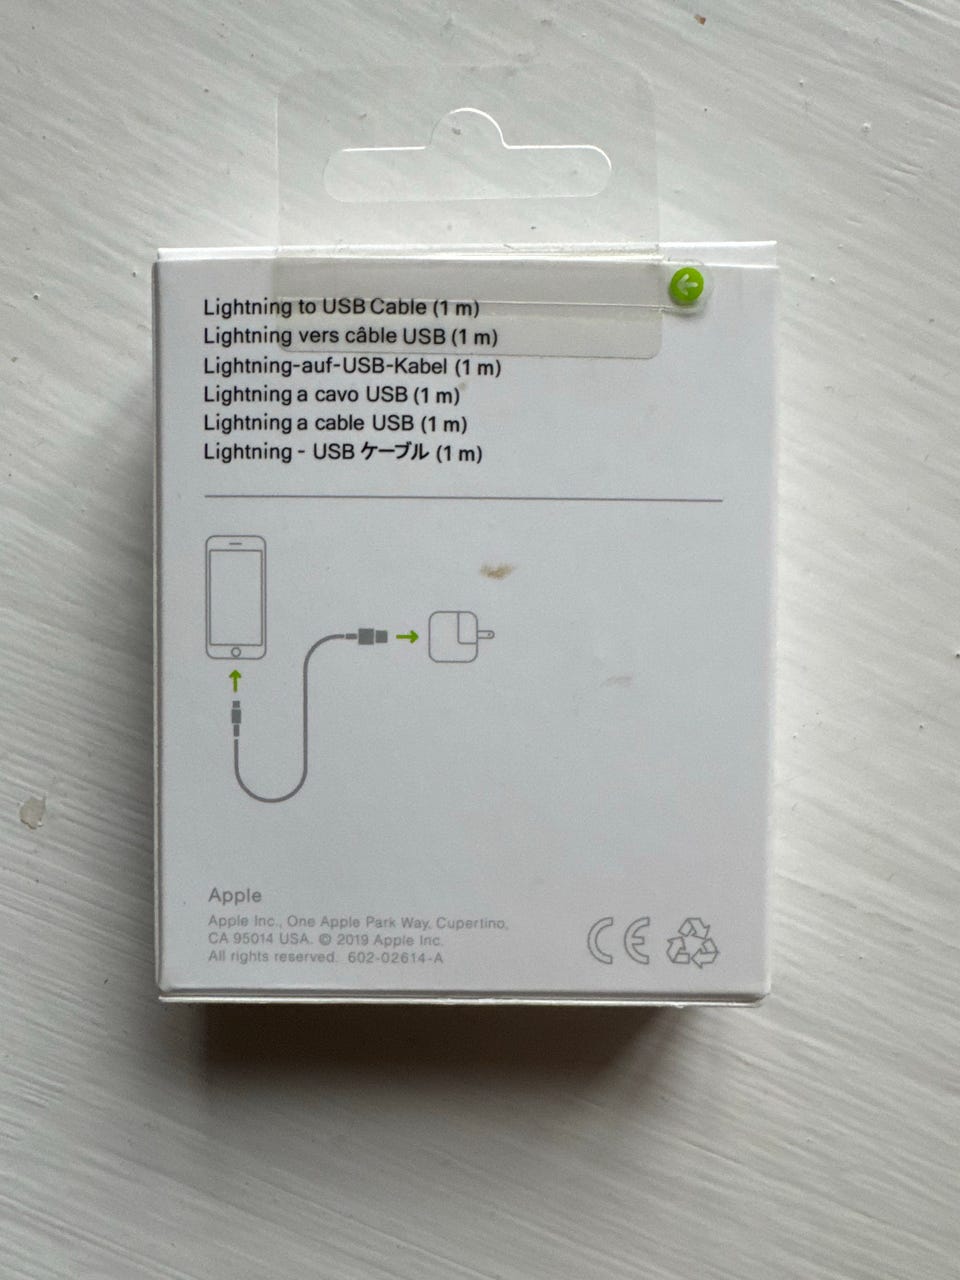 Lightning to USB Cable (1 m)
Lightning vers câble USB (1 m)
Lightning-auf-USB-Kabel (1 m)
Lightning a cavo USB (1 m)
Lightning a cable USB (1 m)
Lightning - USB ケーブル (1 m)
Apple
Apple Inc., One Apple Park Way, Cupertino,
CA 95014 USA. © 2019 Apple Inc.
All rights reserved. 602-02614-A
CE